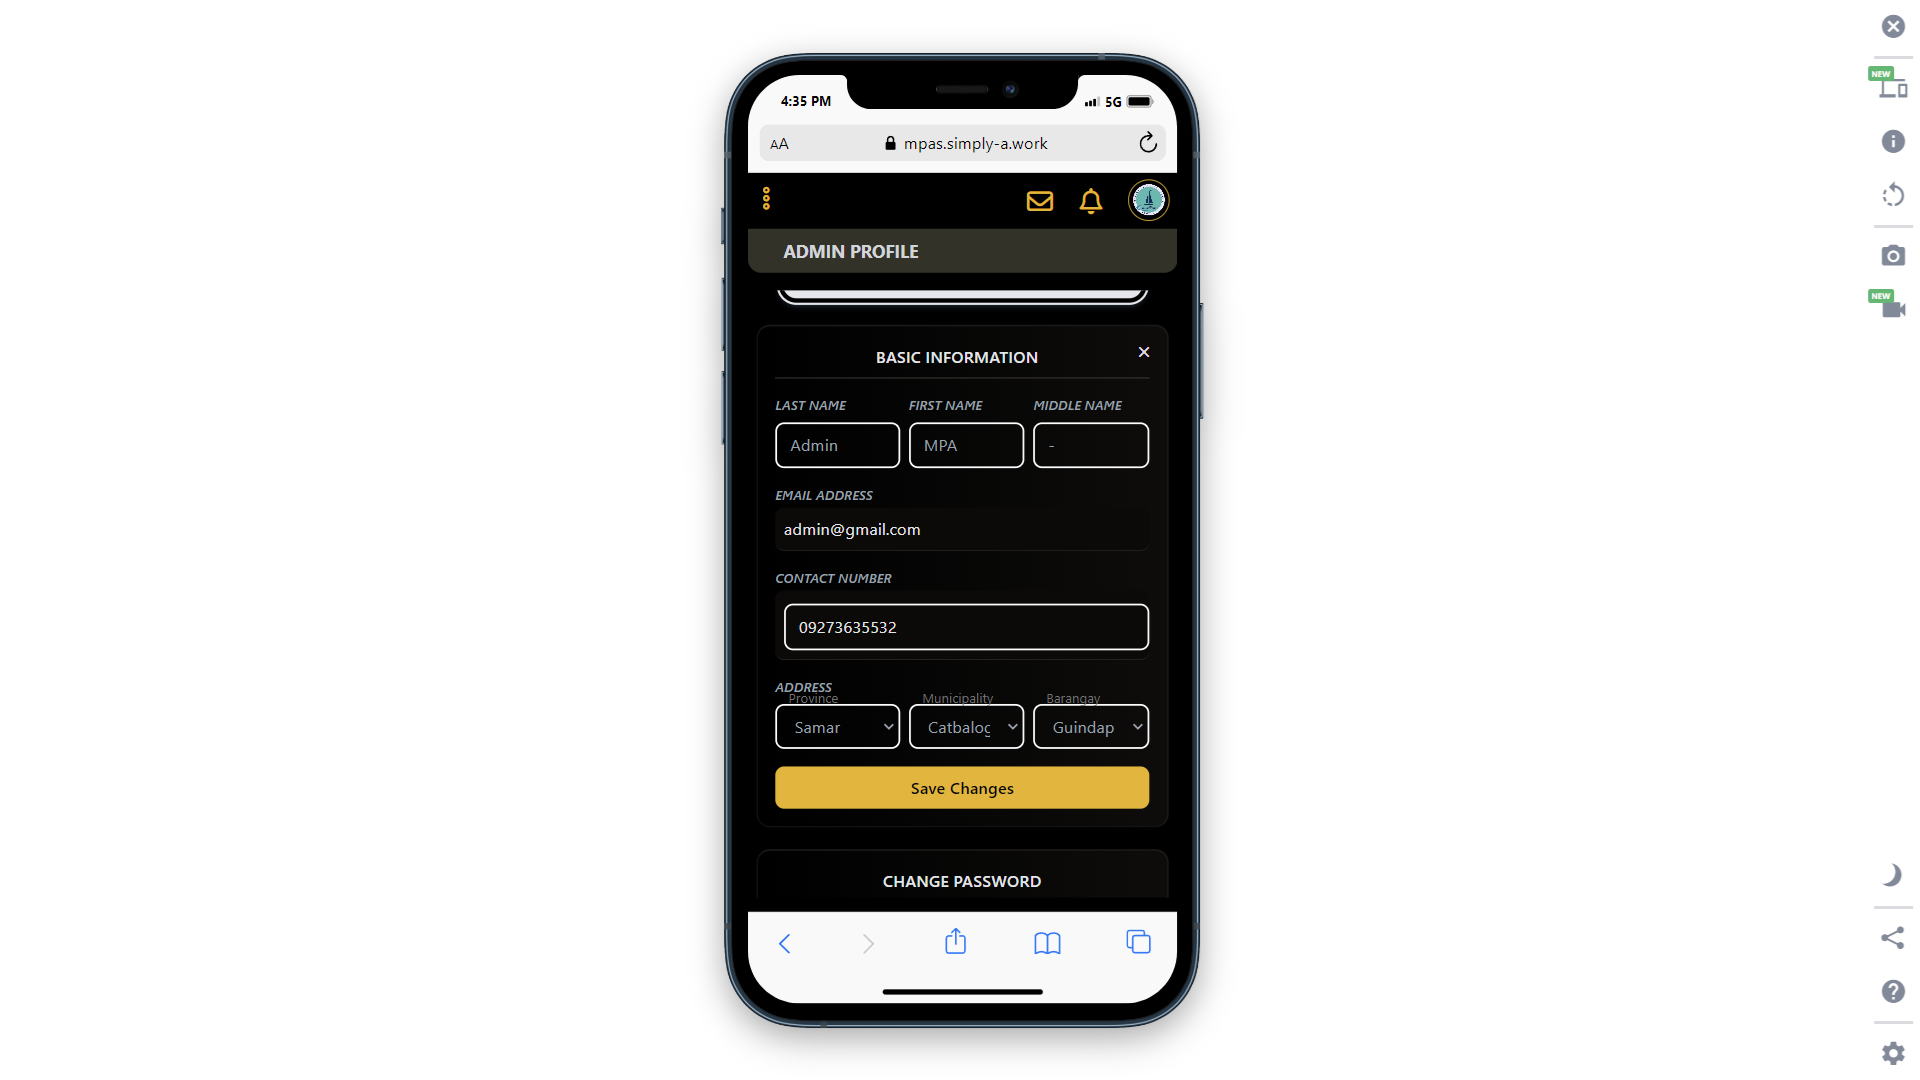 NEW
NEW
4:35 PM
5G
AA
mpas.simply-a.work
ADMIN PROFILE
BASIC INFORMATION
LAST NAME FIRST NAME MIDDLE NAME
Admin MPA -
EMAIL ADDRESS
admin@gmail.com
CONTACT NUMBER
09273635532
ADDRESS
Province Municipality Barangay
Samar Catbalog Guindap
Save Changes
CHANGE PASSWORD